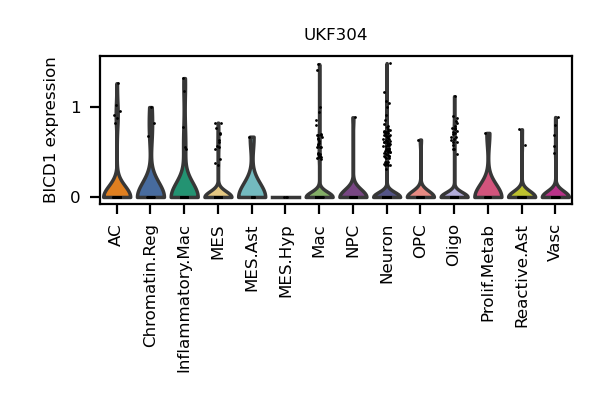 UKF304
BICD1 expression
1
0
AC
Chromatin.Reg
Inflammatory.Mac
MES
MES.Ast
MES.Hyp
Mac
NPC
Neuron
OPC
Oligo
Prolif.Metab
Reactive.Ast
Vasc